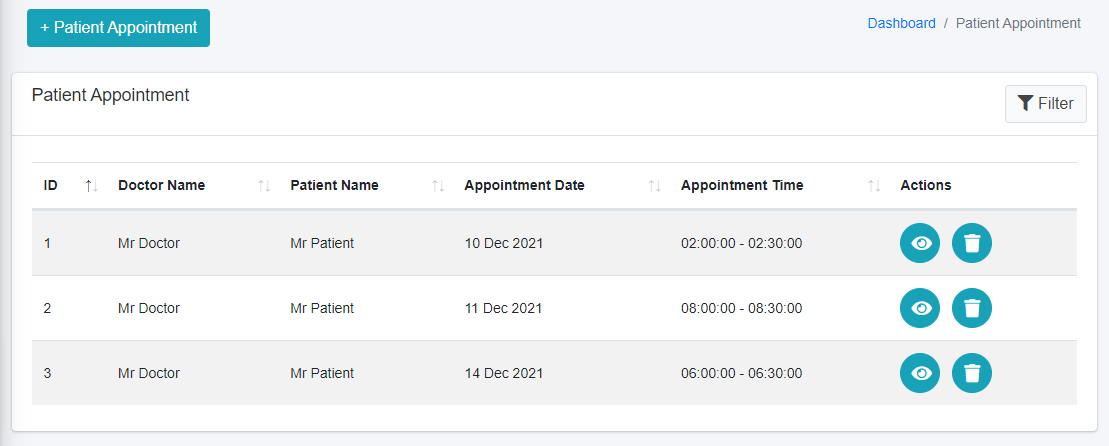 + Patient Appointment
Dashboard / Patient Appointment
Patient Appointment
Filter
ID Doctor Name Patient Name Appointment Date Appointment Time Actions
1 Mr Doctor Mr Patient 10 Dec 2021 02:00:00 - 02:30:00
2 Mr Doctor Mr Patient 11 Dec 2021 08:00:00 - 08:30:00
3 Mr Doctor Mr Patient 14 Dec 2021 06:00:00 - 06:30:00